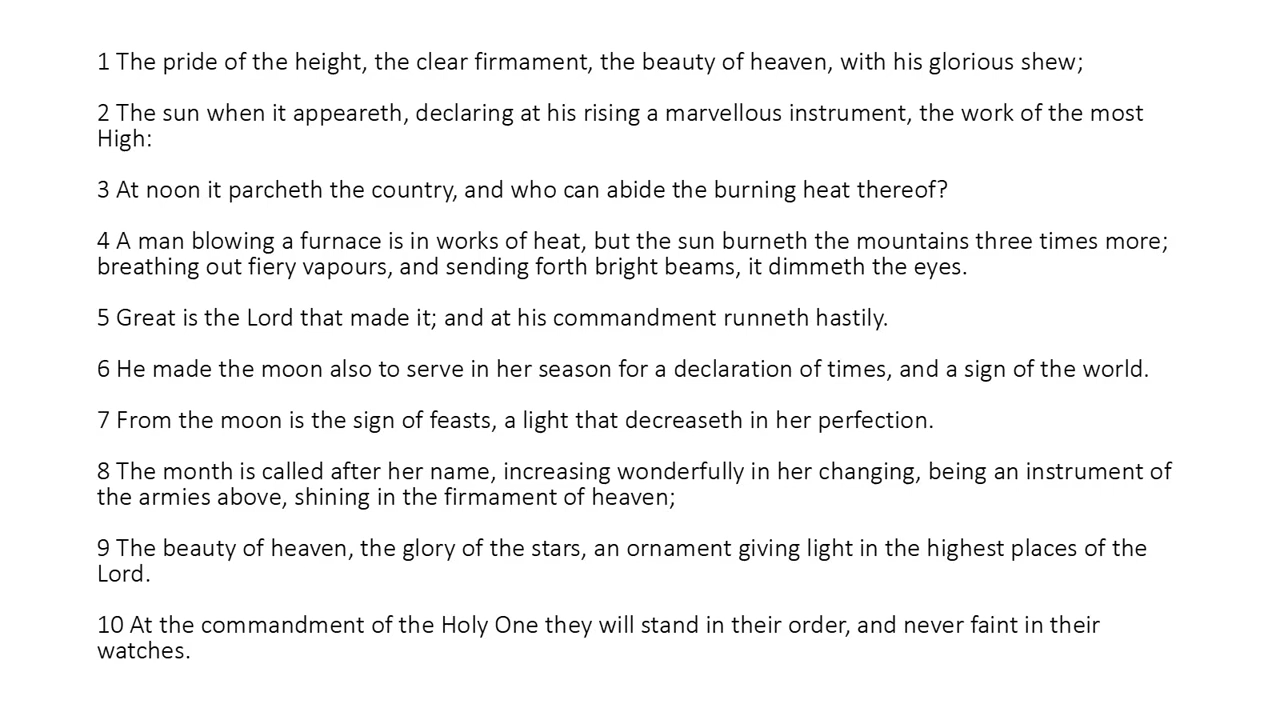 1 The pride of the height, the clear firmament, the beauty of heaven, with his glorious shew;
2 The sun when it appeareth, declaring at his rising a marvellous instrument, the work of the most
High:
3 At noon it parcheth the country, and who can abide the burning heat thereof?
4 A man blowing a furnace is in works of heat, but the sun burneth the mountains three times more;
breathing out fiery vapours, and sending forth bright beams, it dimmeth the eyes.
5 Great is the Lord that made it; and at his commandment runneth hastily.
6 He made the moon also to serve in her season for a declaration of times, and a sign of the world.
7 From the moon is the sign of feasts, a light that decreaseth in her perfection.
8 The month is called after her name, increasing wonderfully in her changing, being an instrument of
the armies above, shining in the firmament of heaven;
9 The beauty of heaven, the glory of the stars, an ornament giving light in the highest places of the
Lord.
10 At the commandment of the Holy One they will stand in their order, and never faint in their
watches.